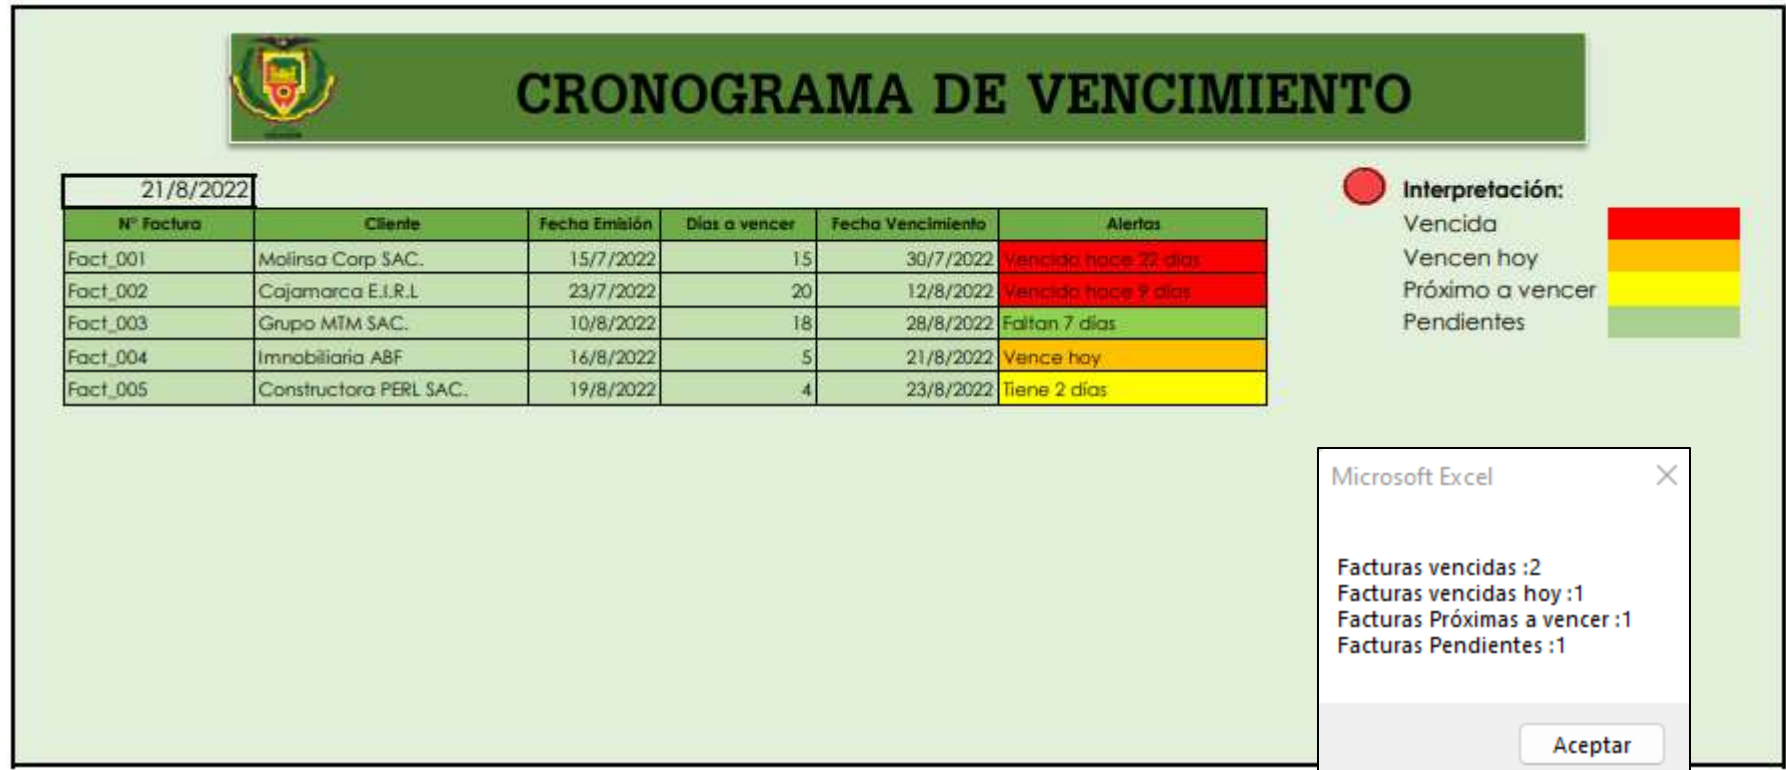 CRONOGRAMA DE VENCIMIENTO
21/8/2022
N° Factura Cliente Fecha Emisión Días a vencer Fecha Vencimiento Alertas
Fact_001 Molinsa Corp SAC. 15/7/2022 15 30/7/2022 Vencido hace 22 días
Fact_002 Cajamarca E.I.R.L 23/7/2022 20 12/8/2022 Vencido hace 9 días
Fact_003 Grupo MTM SAC. 10/8/2022 18 28/8/2022 Faltan 7 días
Fact_004 Imnobiliaria ABF 16/8/2022 5 21/8/2022 Vence hoy
Fact_005 Constructora PERL SAC. 19/8/2022 4 23/8/2022 Tiene 2 días
Interpretación:
Vencida
Vencen hoy
Próximo a vencer
Pendientes
Microsoft Excel
Facturas vencidas :2
Facturas vencidas hoy :1
Facturas Próximas a vencer :1
Facturas Pendientes :1
Aceptar